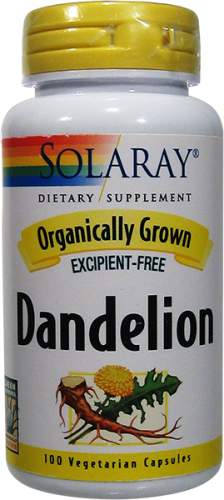 SOLARAY®
DIETARY SUPPLEMENT
Organically Grown
EXCIPIENT-FREE
Dandelion
100 Vegetarian Capsules